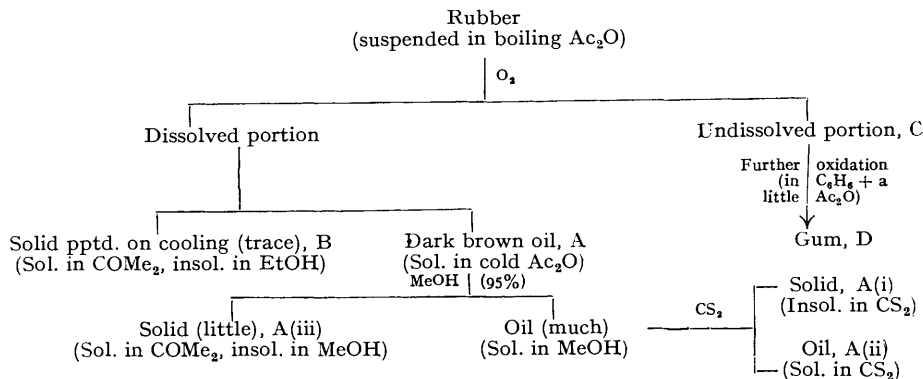 Rubber
(suspended in boiling Ac₂O)
O₂
Dissolved portion
Undissolved portion, C
Further oxidation
(in C₆H₆ + a
little Ac₂O)
Gum, D
Solid pptd. on cooling (trace), B
(Sol. in COMe₂, insol. in EtOH)
Dark brown oil, A
(Sol. in cold Ac₂O)
MeOH (95%)
Solid (little), A(iii)
(Sol. in COMe₂, insol. in MeOH)
Oil (much)
(Sol. in MeOH)
CS₂
Solid, A(i)
(Insol. in CS₂)
Oil, A(ii)
(Sol. in CS₂)